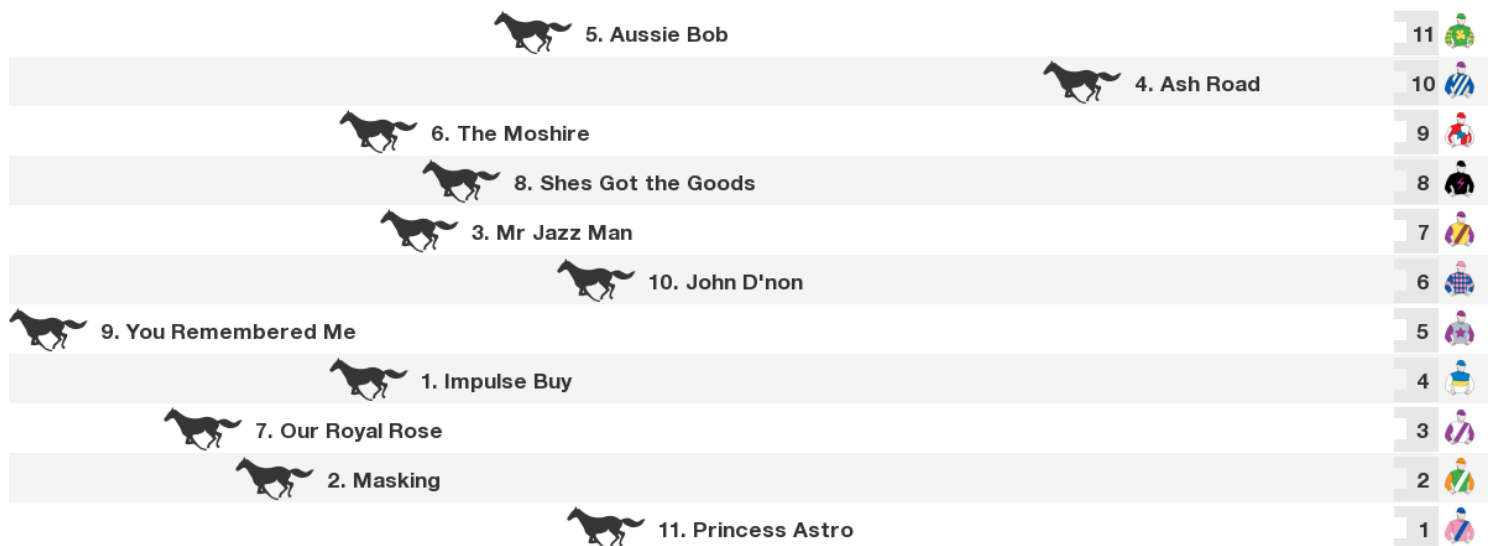 5. Aussie Bob 11
4. Ash Road 10
6. The Moshire 9
8. Shes Got the Goods 8
3. Mr Jazz Man 7
10. John D'non 6
9. You Remembered Me 5
1. Impulse Buy 4
7. Our Royal Rose 3
2. Masking 2
11. Princess Astro 1